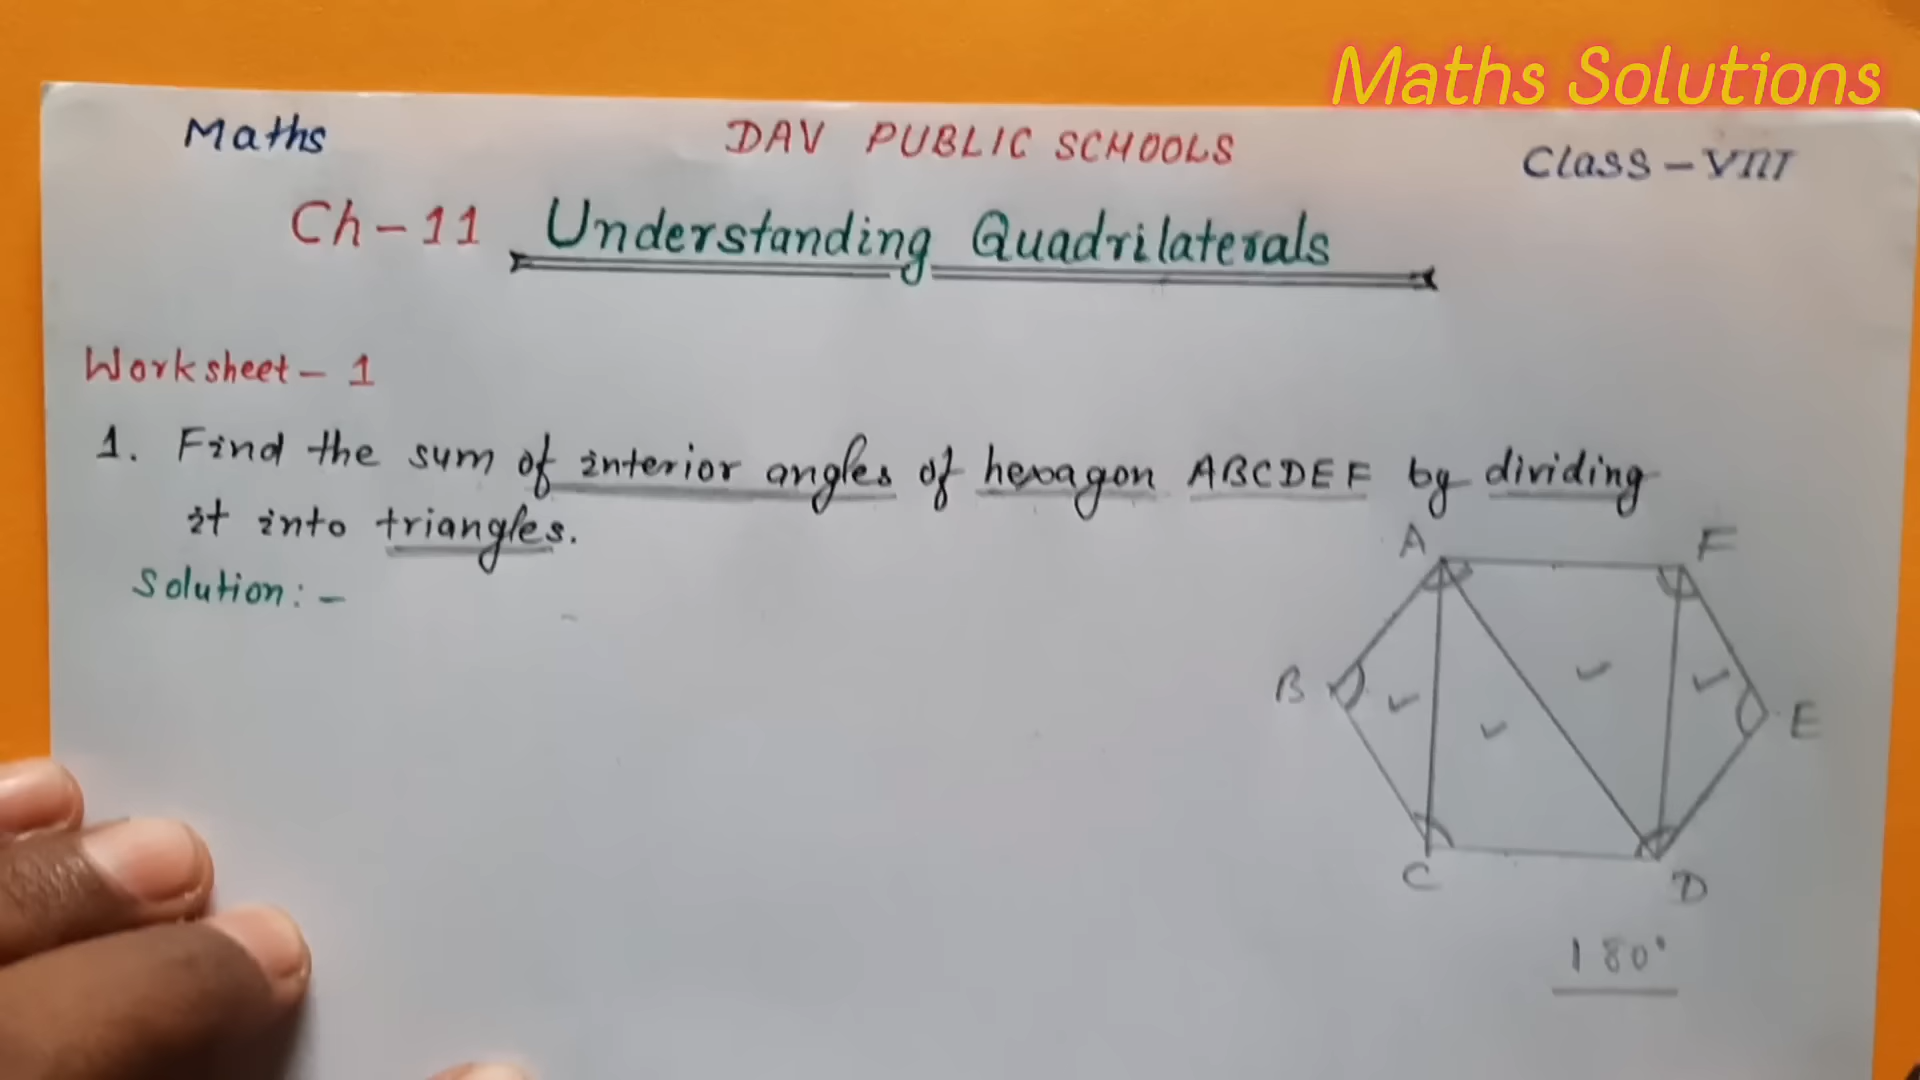 Maths Solutions
Maths DAV PUBLIC SCHOOLS Class - VIII
Ch - 11 Understanding Quadrilaterals
Worksheet - 1
1. Find the sum of interior angles of hexagon ABCDEF by dividing
it into triangles.
Solution : -
A F
B E
C D
180°